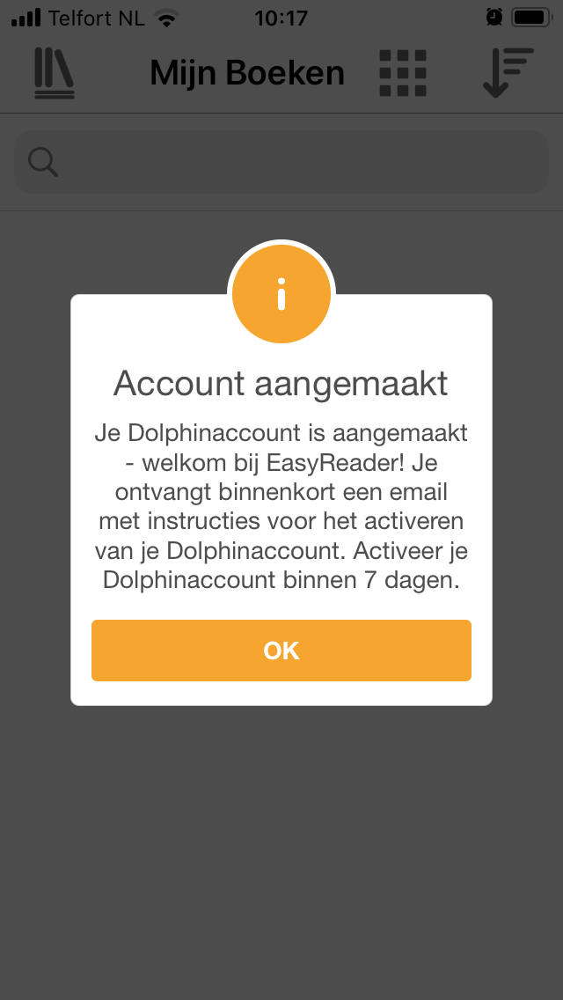 Telfort NL 10:17
Mijn Boeken
Account aangemaakt
Je Dolphinaccount is aangemaakt
- welkom bij EasyReader! Je
ontvangt binnenkort een email
met instructies voor het activeren
van je Dolphinaccount. Activeer je
Dolphinaccount binnen 7 dagen.
OK